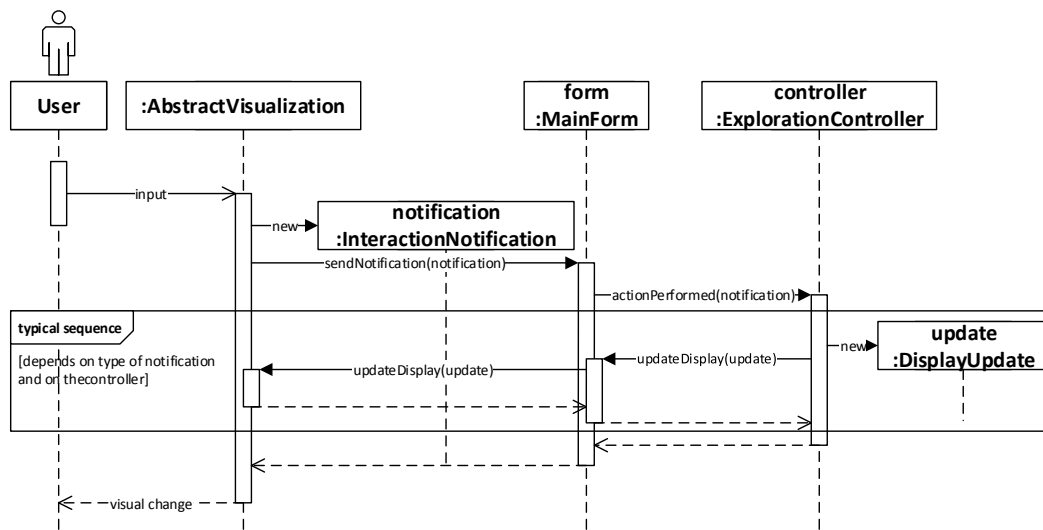 User
:AbstractVisualization
form
:MainForm
controller
:ExplorationController
input
new
notification
:InteractionNotification
sendNotification(notification)
actionPerformed(notification)
typical sequence
[depends on type of notification
and on thecontroller]
updateDisplay(update)
updateDisplay(update)
new
update
:DisplayUpdate
visual change